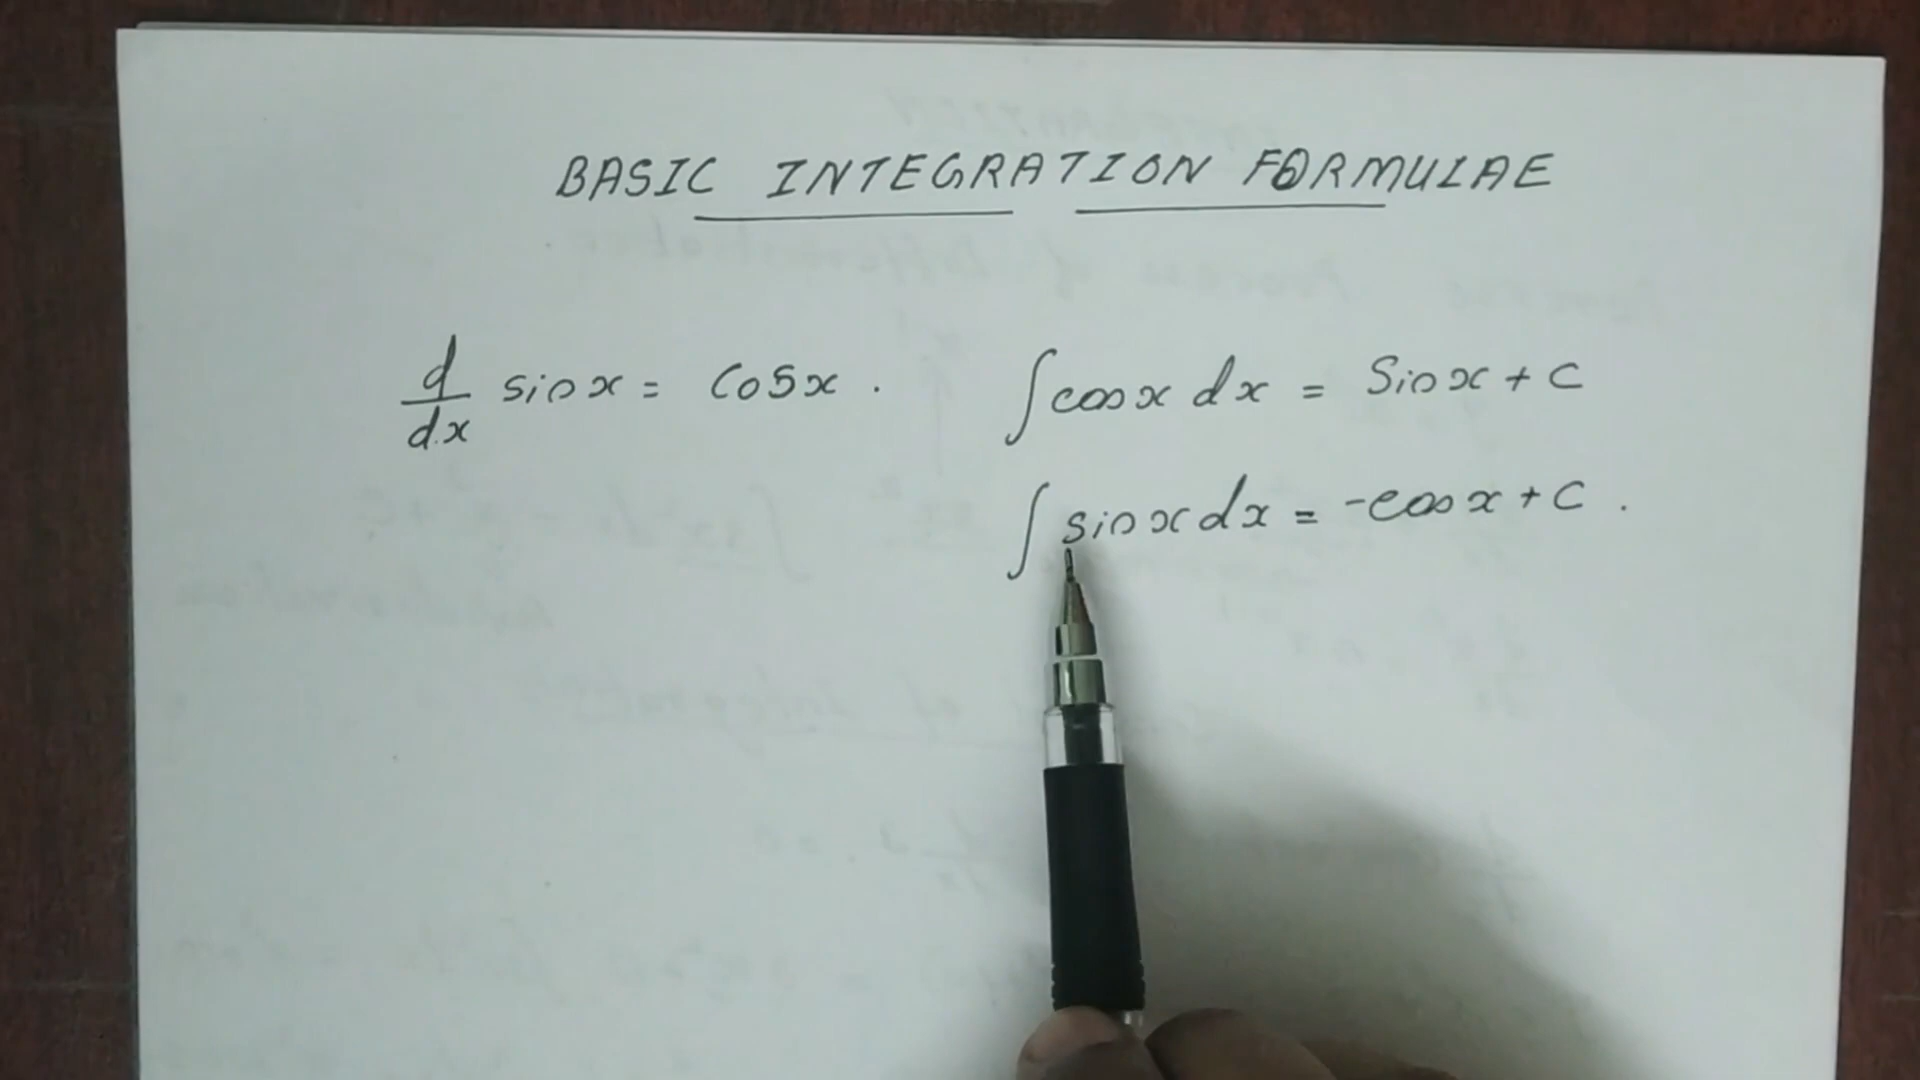 BASIC INTEGRATION FORMULAE
d/dx sinx = cosx . ∫cosx dx = Sinx + C
∫sinx dx = -cosx + C .